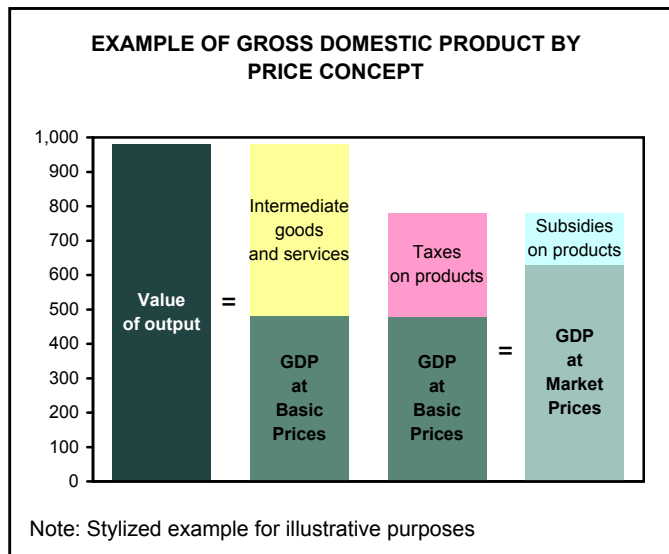 EXAMPLE OF GROSS DOMESTIC PRODUCT BY
PRICE CONCEPT
1,000
900
800
700
600
500
400
300
200
100
0
Value
of output
=
Intermediate
goods
and services
GDP
at
Basic
Prices
Taxes
on products
GDP
at
Basic
Prices
=
Subsidies
on products
GDP
at
Market
Prices
Note: Stylized example for illustrative purposes